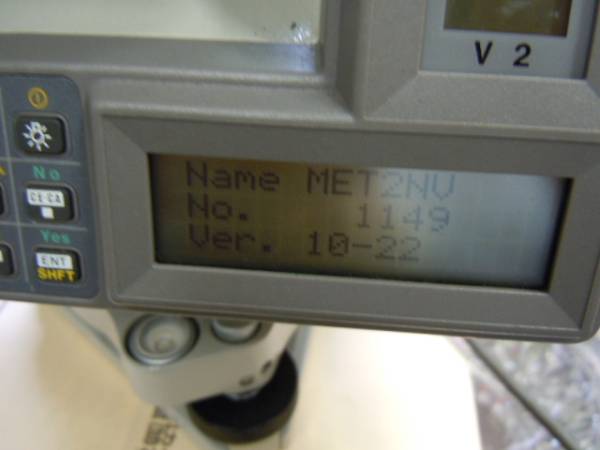 V 2
No
CE·CA
Yes
ENT
SHFT
Name MET2NV
No. 1149
Ver. 10-22